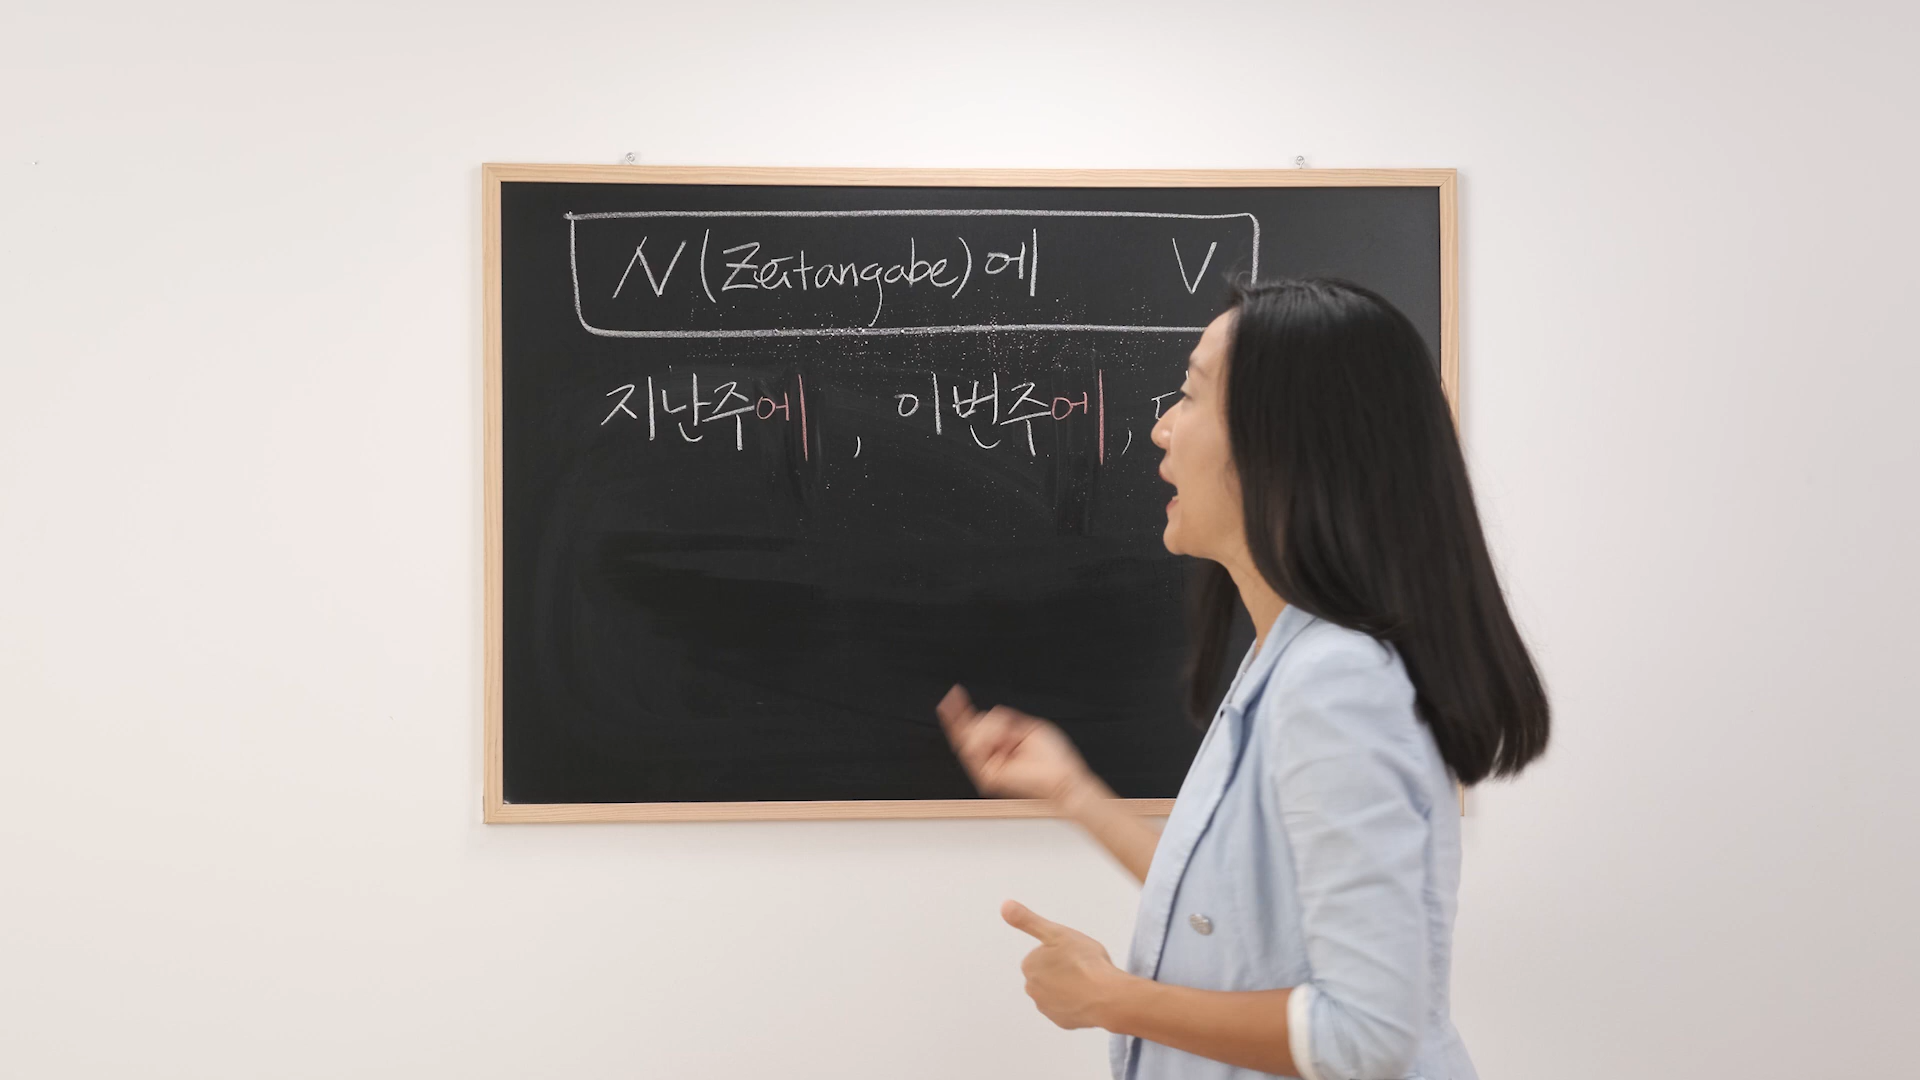 N (Zeitangabe)에 V
지난주에 , 이번주에 ,